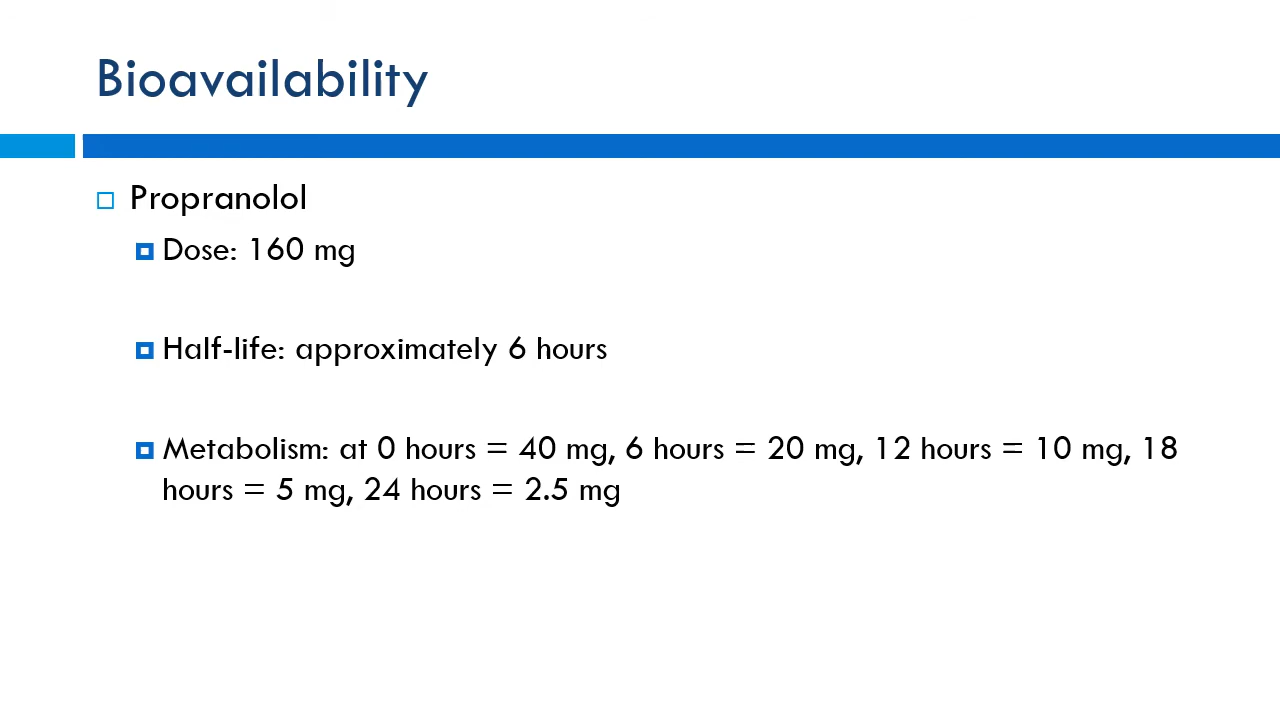 Bioavailability
Propranolol
Dose: 160 mg
Half-life: approximately 6 hours
Metabolism: at 0 hours = 40 mg, 6 hours = 20 mg, 12 hours = 10 mg, 18
hours = 5 mg, 24 hours = 2.5 mg